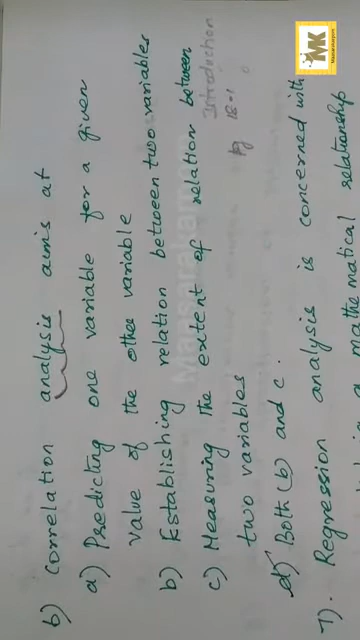 6) Correlation analysis aims at
a) Predicting one variable for a given
value of the other variable
b) Establishing relation between two variables
c) Measuring the extent of relation between
two variables
d) Both (b) and c.
Introduction
Pg 18.1
7). Regression analysis is concerned with
mathematical relationship
MK